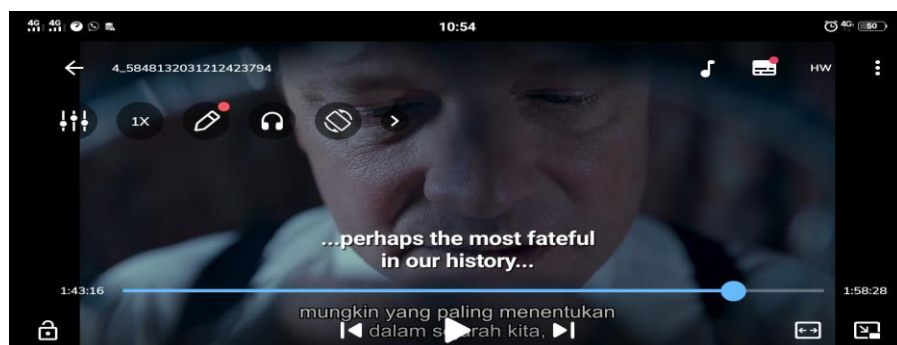 4G 4G 10:54 4G 50
4_5848132031212423794 HW
1X
...perhaps the most fateful
in our history...
1:43:16 1:58:28
mungkin yang paling menentukan
dalam sejarah kita,